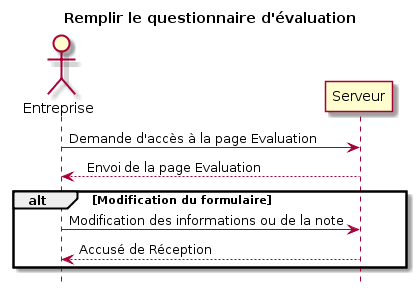 Remplir le questionnaire d'évaluation
Entreprise
Serveur
Demande d'accès à la page Evaluation
Envoi de la page Evaluation
alt [Modification du formulaire]
Modification des informations ou de la note
Accusé de Réception